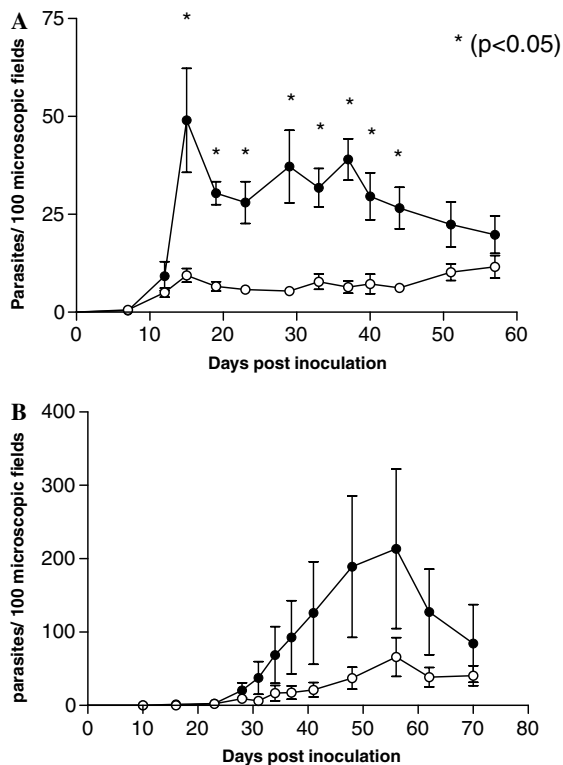 A
75
50
25
0
Parasites/ 100 microscopic fields
* * * * * * * *
* (p<0.05)
0 10 20 30 40 50 60
Days post inoculation
B
400
300
200
100
0
parasites/ 100 microscopic fields
0 10 20 30 40 50 60 70 80
Days post inoculation